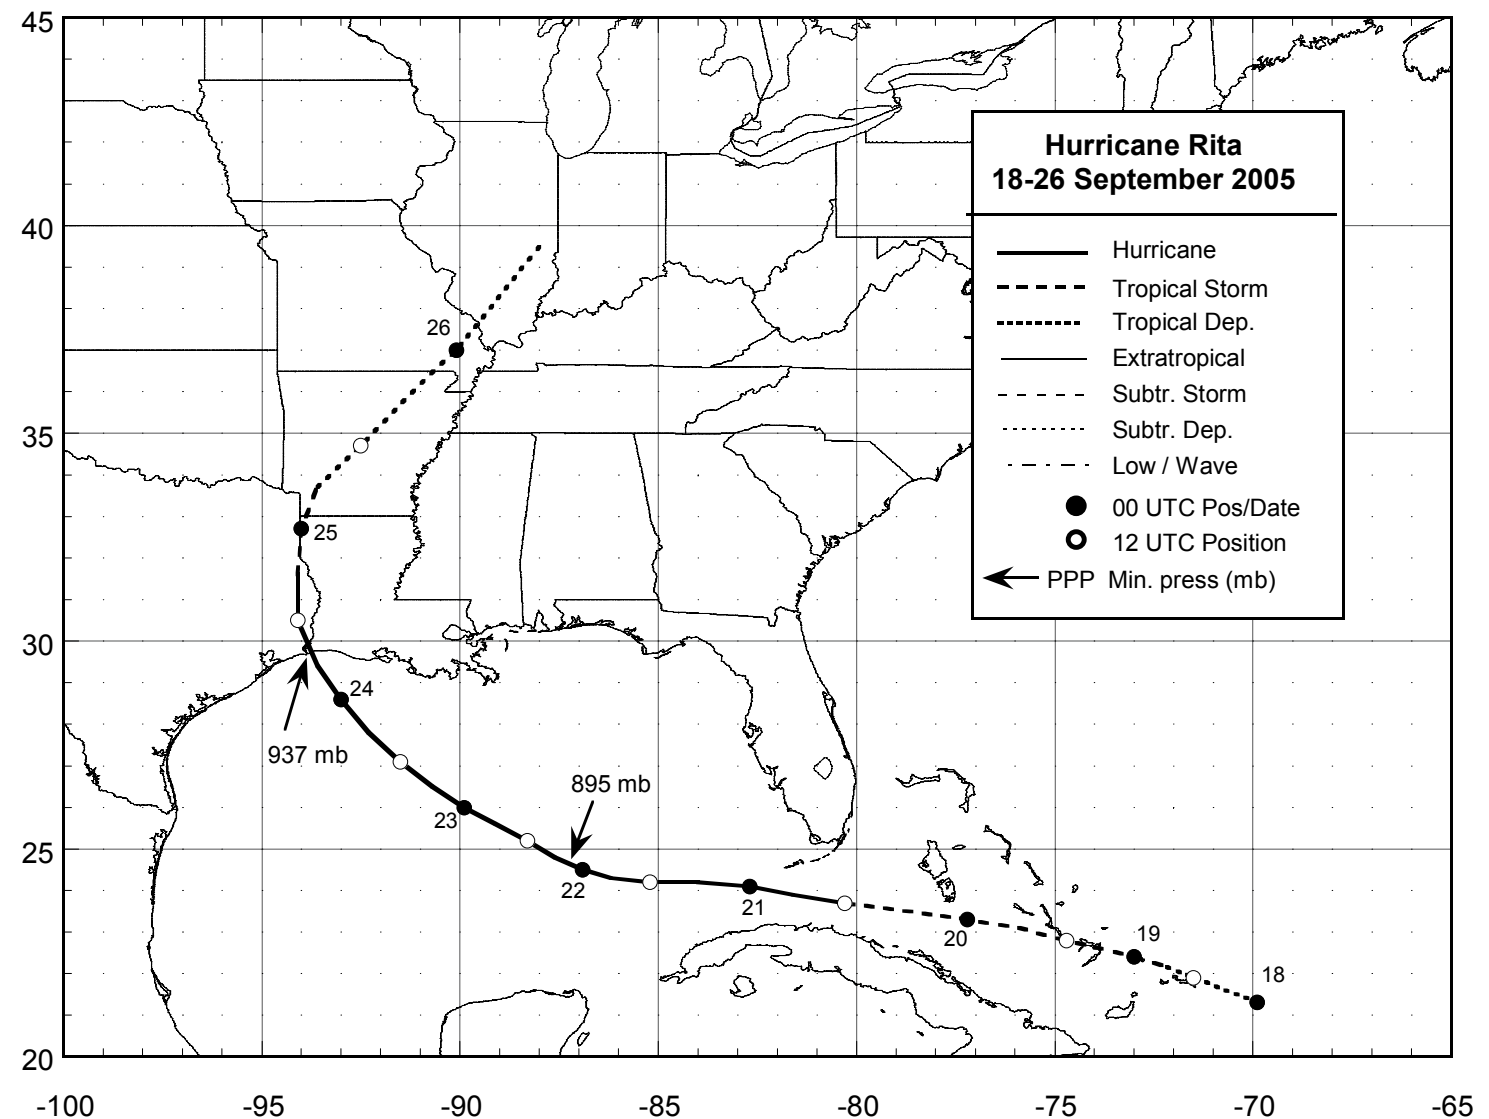 45
40
35
30
25
20
-100
-95
-90
-85
-80
-75
-70
-65
Hurricane Rita
18-26 September 2005
Hurricane
Tropical Storm
Tropical Dep.
Extratropical
Subtr. Storm
Subtr. Dep.
Low / Wave
00 UTC Pos/Date
12 UTC Position
PPP Min. press (mb)
26
25
24
937 mb
895 mb
23
22
21
20
19
18